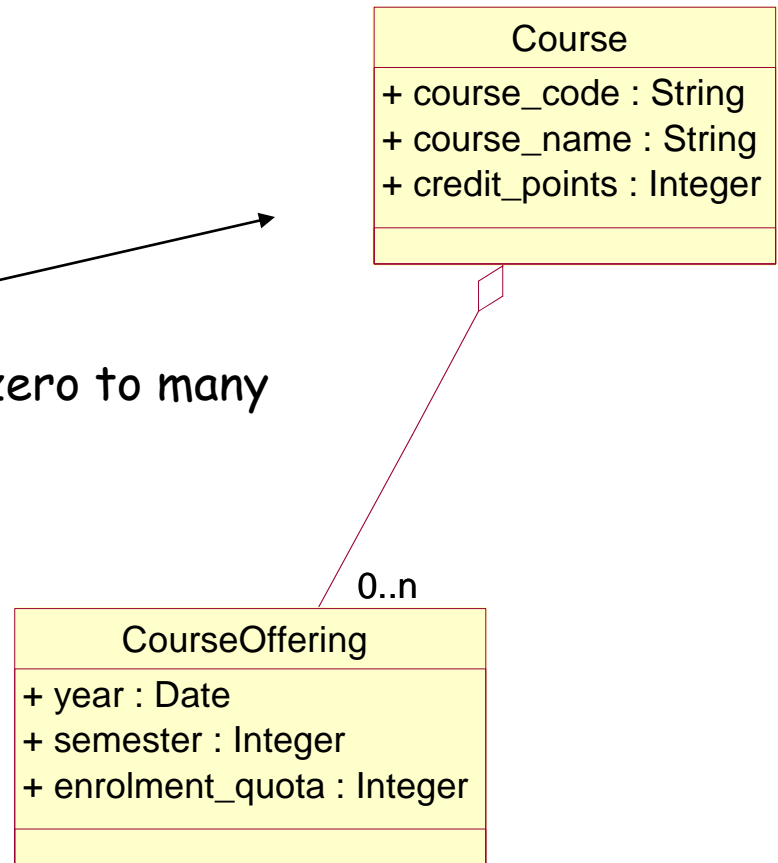 Course
+ course_code : String
+ course_name : String
+ credit_points : Integer
zero to many
0..n
CourseOffering
+ year : Date
+ semester : Integer
+ enrolment_quota : Integer